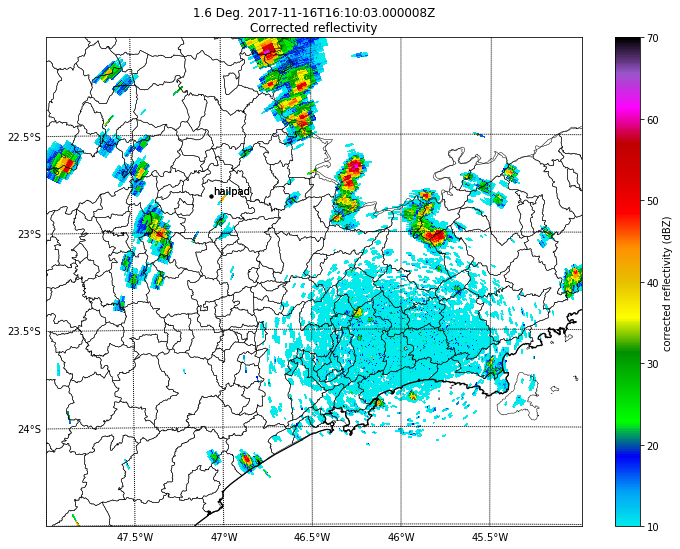 1.6 Deg. 2017-11-16T16:10:03.000008Z
Corrected reflectivity
70
60
50
40
30
20
10
corrected reflectivity (dBZ)
22.5°S
23°S
23.5°S
24°S
hailpad
47.5°W
47°W
46.5°W
46°W
45.5°W